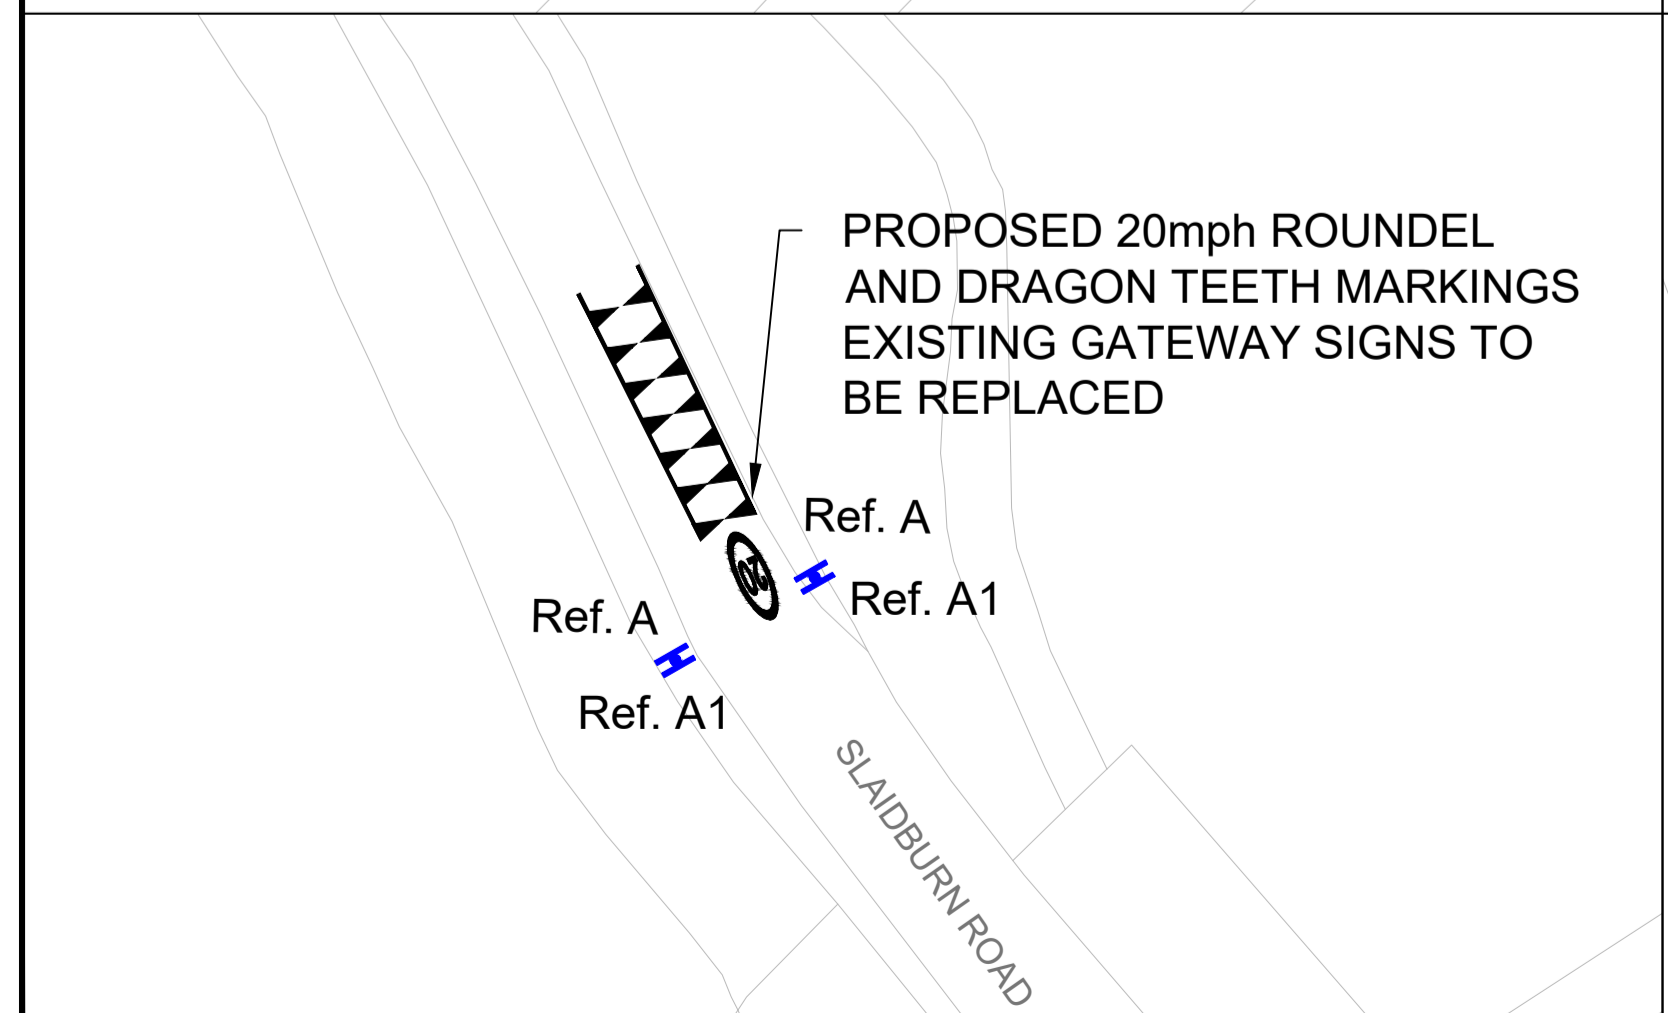 PROPOSED 20mph ROUNDEL
AND DRAGON TEETH MARKINGS
EXISTING GATEWAY SIGNS TO
BE REPLACED
Ref. A
Ref. A1
20
Ref. A
Ref. A1
SLAIDBURN ROAD